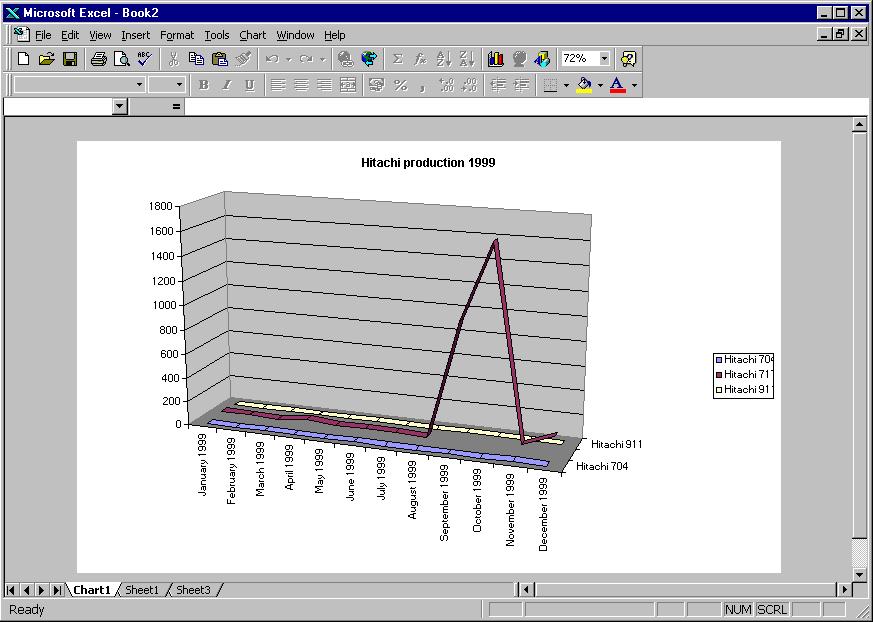 Microsoft Excel - Book2
File Edit View Insert Format Tools Chart Window Help
ABC
Σ fx A Z Z A 72% ?
B I U % , A
=
Hitachi production 1999
1800
1600
1400
1200
1000
800
600
400
200
0
January 1999
February 1999
March 1999
April 1999
May 1999
June 1999
July 1999
August 1999
September 1999
October 1999
November 1999
December 1999
Hitachi 911
Hitachi 704
Hitachi 704
Hitachi 711
Hitachi 911
Chart1 Sheet1 Sheet3
Ready NUM SCRL